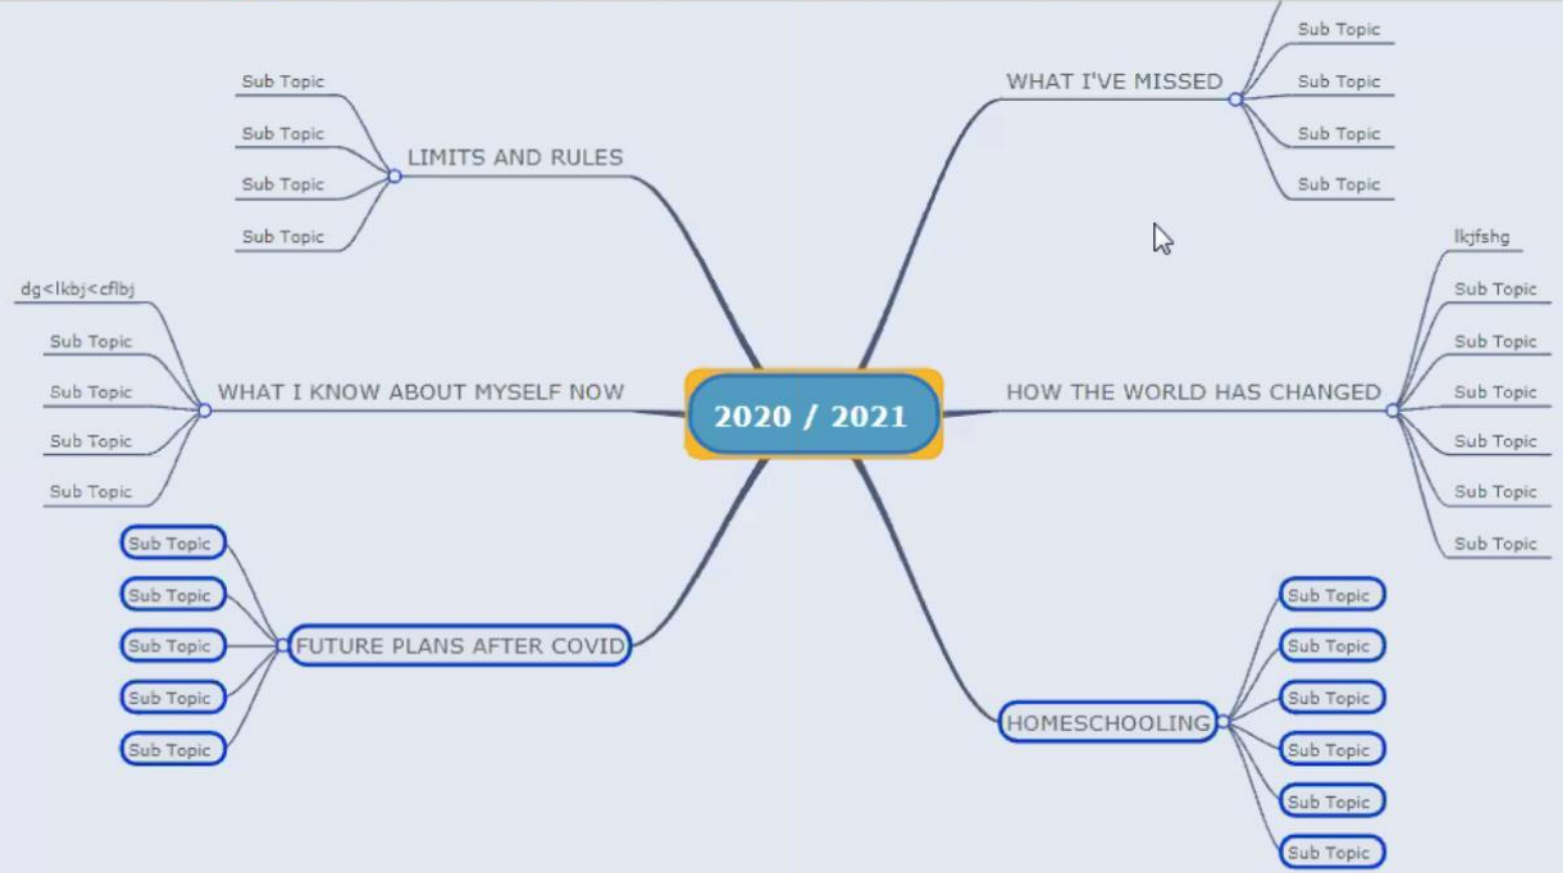 2020 / 2021
LIMITS AND RULES
Sub Topic
Sub Topic
Sub Topic
Sub Topic
WHAT I KNOW ABOUT MYSELF NOW
dg<lkbj<cflbj
Sub Topic
Sub Topic
Sub Topic
Sub Topic
FUTURE PLANS AFTER COVID
Sub Topic
Sub Topic
Sub Topic
Sub Topic
Sub Topic
WHAT I'VE MISSED
Sub Topic
Sub Topic
Sub Topic
Sub Topic
HOW THE WORLD HAS CHANGED
lkjfshg
Sub Topic
Sub Topic
Sub Topic
Sub Topic
Sub Topic
Sub Topic
HOMESCHOOLING
Sub Topic
Sub Topic
Sub Topic
Sub Topic
Sub Topic
Sub Topic